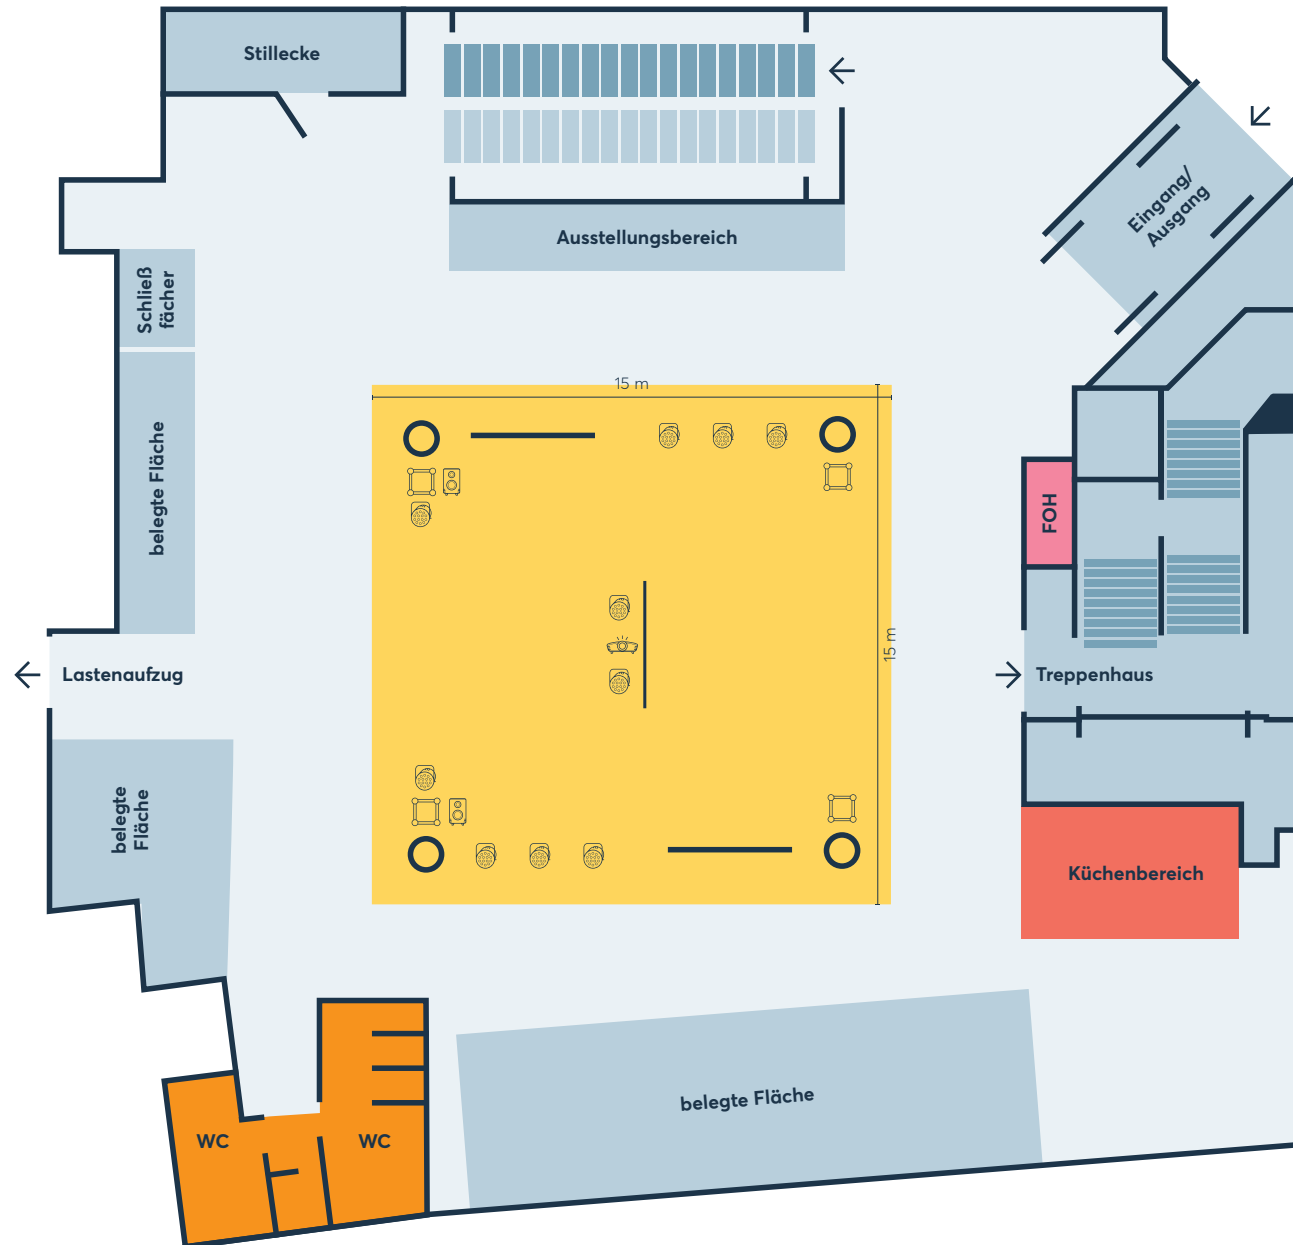 Stillecke
Eingang/
Ausgang
Ausstellungsbereich
Schließ
fächer
15 m
belegte Fläche
FOH
15 m
Lastenaufzug
Treppenhaus
belegte
Fläche
Küchenbereich
belegte Fläche
WC
WC